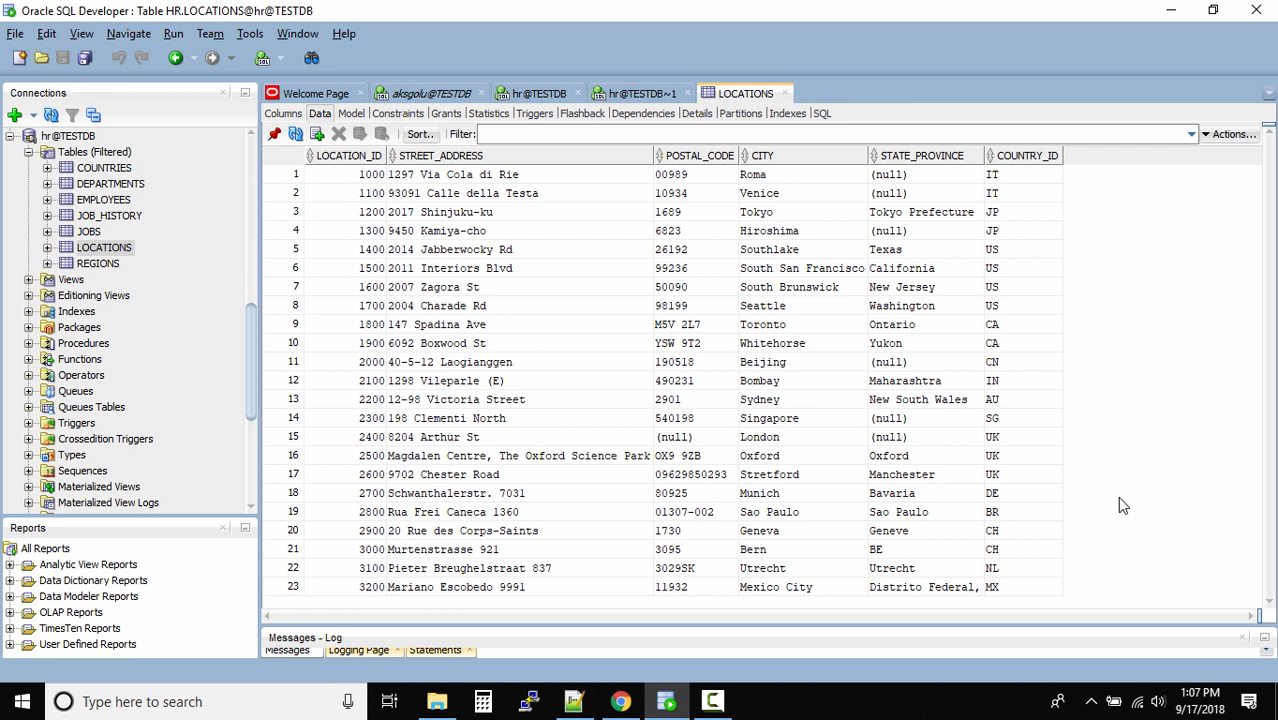 Oracle SQL Developer : Table HR.LOCATIONS@hr@TESTDB
File Edit View Navigate Run Team Tools Window Help
Connections
hr@TESTDB
Tables (Filtered)
COUNTRIES
DEPARTMENTS
EMPLOYEES
JOB_HISTORY
JOBS
LOCATIONS
REGIONS
Views
Editioning Views
Indexes
Packages
Procedures
Functions
Operators
Queues
Queues Tables
Triggers
Crossedition Triggers
Types
Sequences
Materialized Views
Materialized View Logs
Reports
All Reports
Analytic View Reports
Data Dictionary Reports
Data Modeler Reports
OLAP Reports
TimesTen Reports
User Defined Reports
Welcome Page aksgolu@TESTDB hr@TESTDB hr@TESTDB~1 LOCATIONS
Columns Data Model Constraints Grants Statistics Triggers Flashback Dependencies Details Partitions Indexes SQL
Sort.. Filter: Actions...
LOCATION_ID STREET_ADDRESS POSTAL_CODE CITY STATE_PROVINCE COUNTRY_ID
1 1000 1297 Via Cola di Rie 00989 Roma (null) IT
2 1100 93091 Calle della Testa 10934 Venice (null) IT
3 1200 2017 Shinjuku-ku 1689 Tokyo Tokyo Prefecture JP
4 1300 9450 Kamiya-cho 6823 Hiroshima (null) JP
5 1400 2014 Jabberwocky Rd 26192 Southlake Texas US
6 1500 2011 Interiors Blvd 99236 South San Francisco California US
7 1600 2007 Zagora St 50090 South Brunswick New Jersey US
8 1700 2004 Charade Rd 98199 Seattle Washington US
9 1800 147 Spadina Ave M5V 2L7 Toronto Ontario CA
10 1900 6092 Boxwood St YSW 9T2 Whitehorse Yukon CA
11 2000 40-5-12 Laogianggen 190518 Beijing (null) CN
12 2100 1298 Vileparle (E) 490231 Bombay Maharashtra IN
13 2200 12-98 Victoria Street 2901 Sydney New South Wales AU
14 2300 198 Clementi North 540198 Singapore (null) SG
15 2400 8204 Arthur St (null) London (null) UK
16 2500 Magdalen Centre, The Oxford Science Park OX9 9ZB Oxford Oxford UK
17 2600 9702 Chester Road 09629850293 Stretford Manchester UK
18 2700 Schwanthalerstr. 7031 80925 Munich Bavaria DE
19 2800 Rua Frei Caneca 1360 01307-002 Sao Paulo Sao Paulo BR
20 2900 20 Rue des Corps-Saints 1730 Geneva Geneve CH
21 3000 Murtenstrasse 921 3095 Bern BE CH
22 3100 Pieter Breughelstraat 837 3029SK Utrecht Utrecht NL
23 3200 Mariano Escobedo 9991 11932 Mexico City Distrito Federal, MX
Messages - Log
Messages Logging Page Statements
Type here to search
1:07 PM
9/17/2018